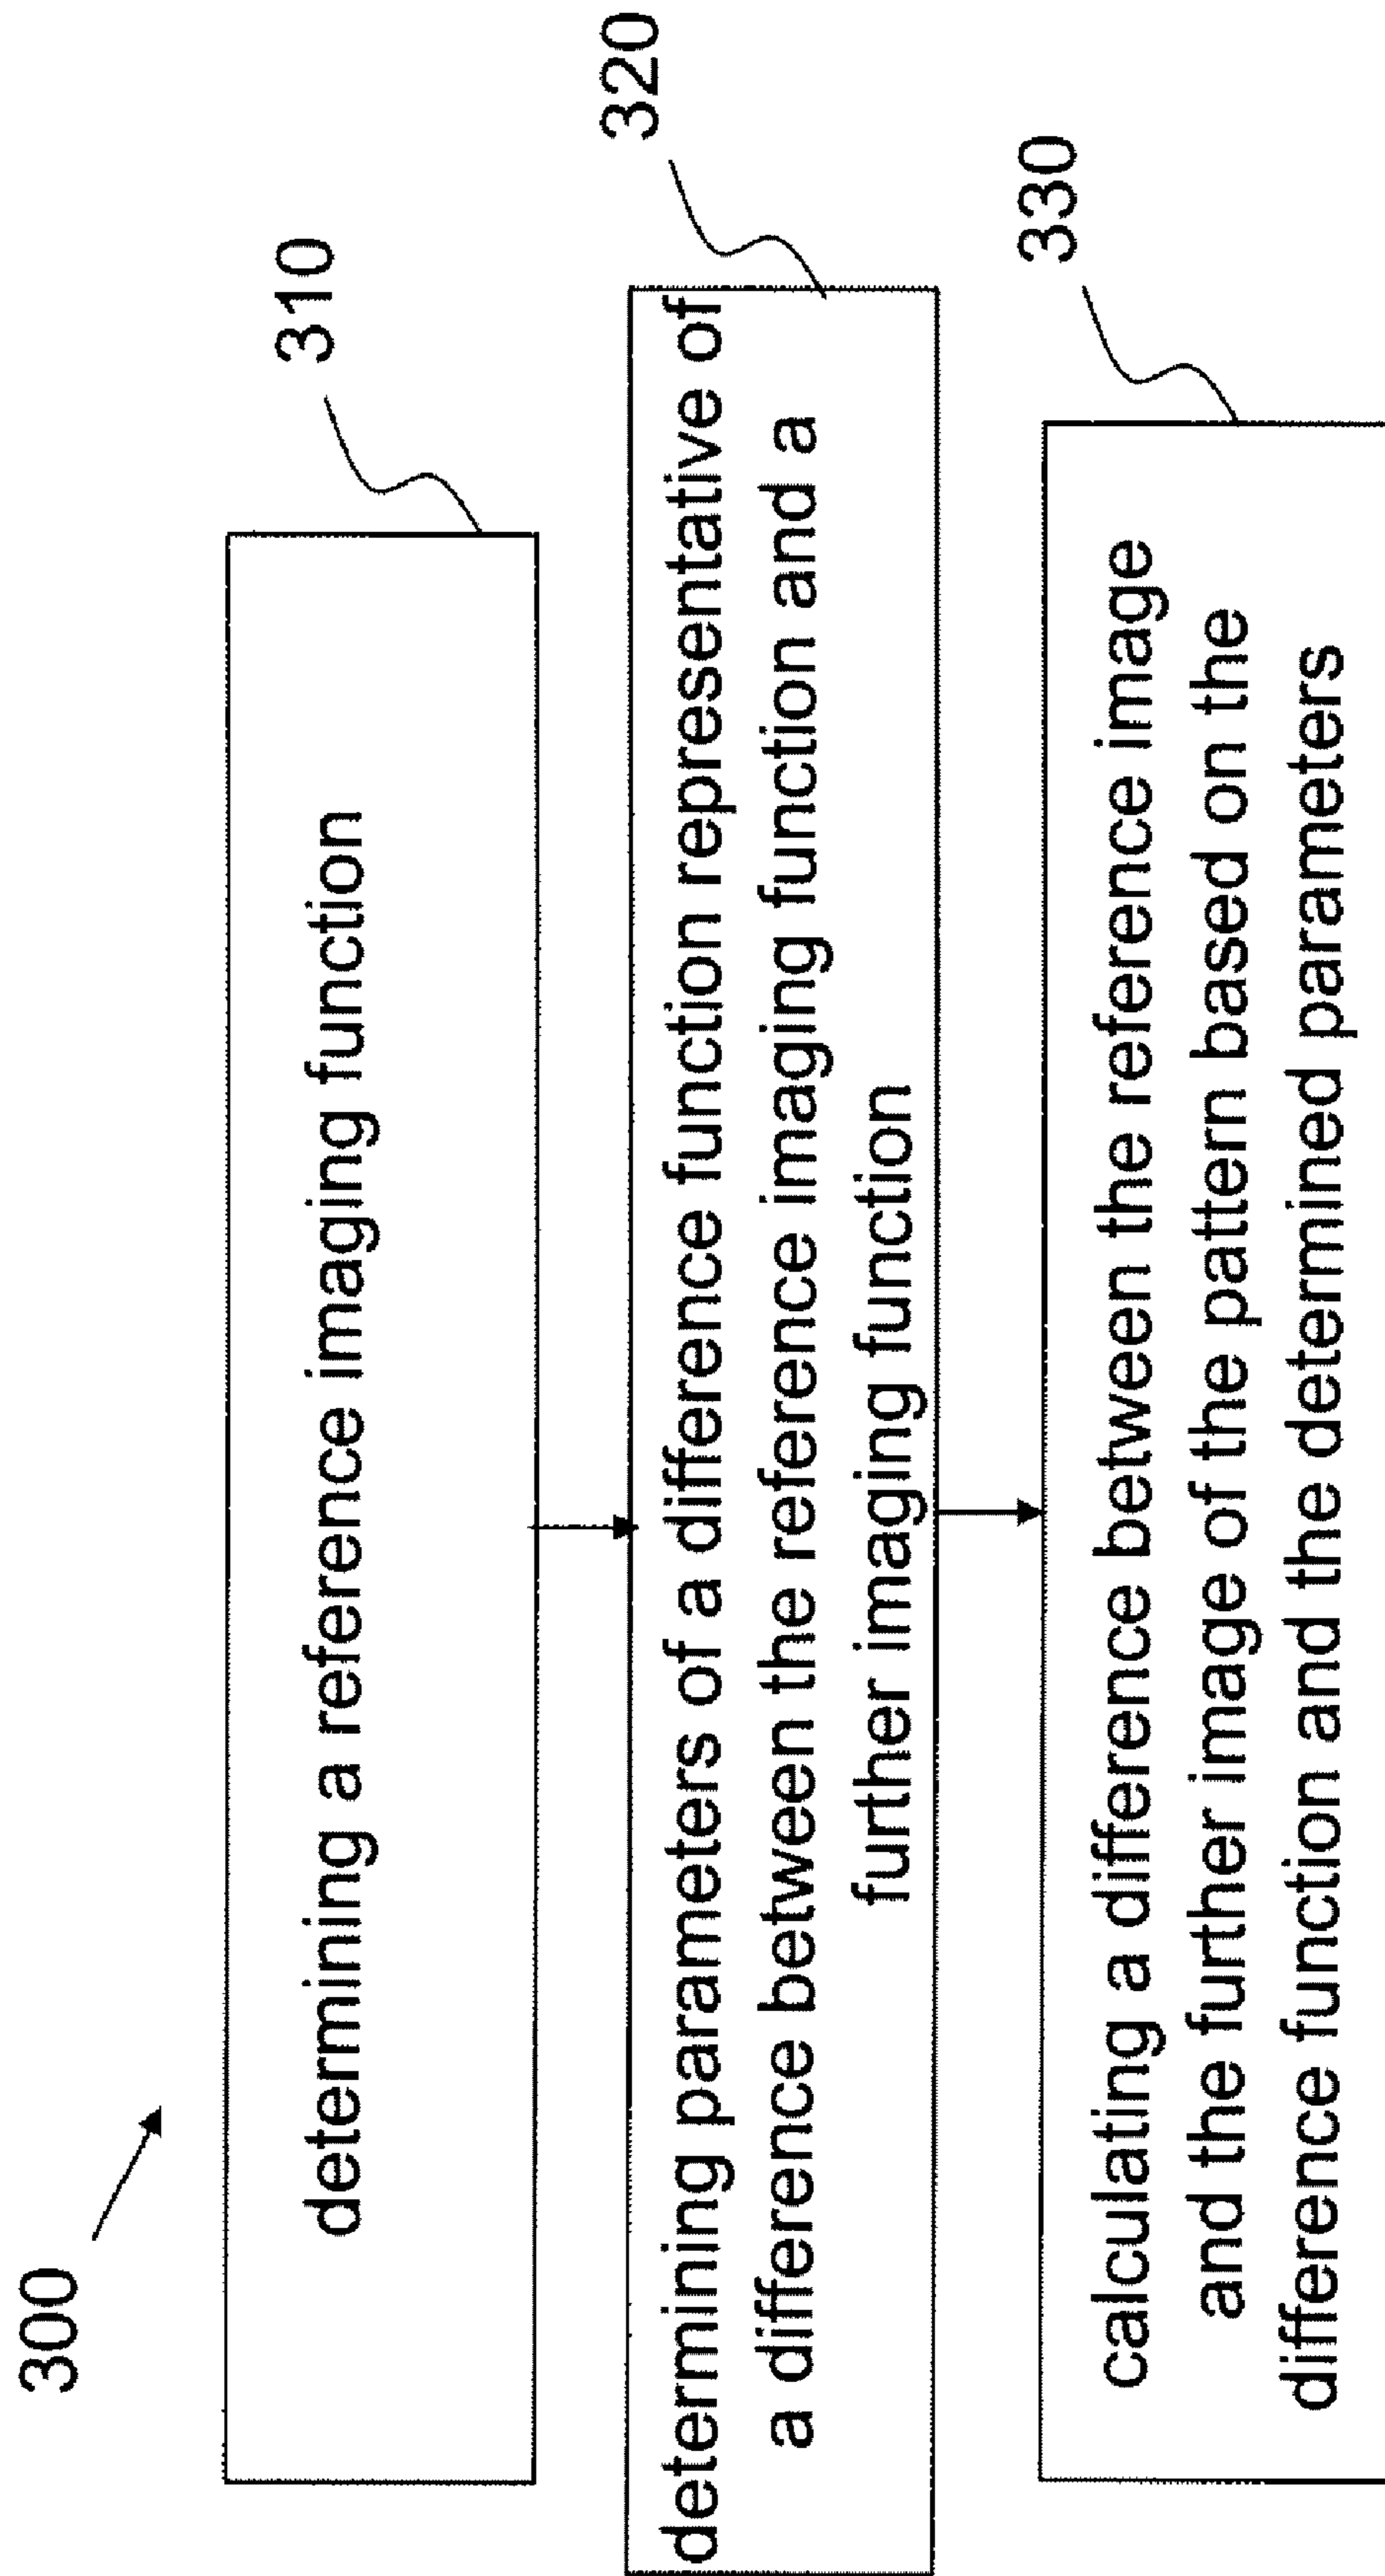 300
determining a reference imaging function
310
determining parameters of a difference function representative of
a difference between the reference imaging function and a
further imaging function
320
calculating a difference between the reference image
and the further image of the pattern based on the
difference function and the determined parameters
330